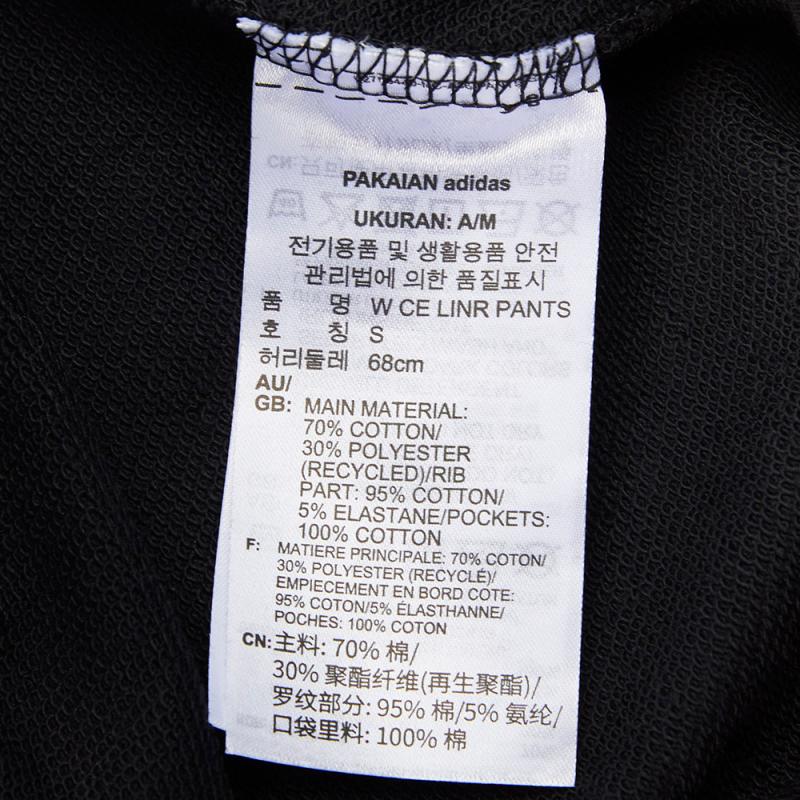 PAKAIAN adidas
UKURAN: A/M
전기용품 및 생활용품 안전
관리법에 의한 품질표시
품 명 W CE LINR PANTS
호 칭 S
허리둘레 68cm
AU/
GB: MAIN MATERIAL:
70% COTTON/
30% POLYESTER
(RECYCLED)/RIB
PART: 95% COTTON/
5% ELASTANE/POCKETS:
100% COTTON
F: MATIERE PRINCIPALE: 70% COTON/
30% POLYESTER (RECYCLÉ)/
EMPIECEMENT EN BORD COTE:
95% COTON/5% ÉLASTHANNE/
POCHES: 100% COTON
CN: 主料: 70% 棉/
30% 聚酯纤维(再生聚酯)/
罗纹部分: 95% 棉/5% 氨纶/
口袋里料: 100% 棉